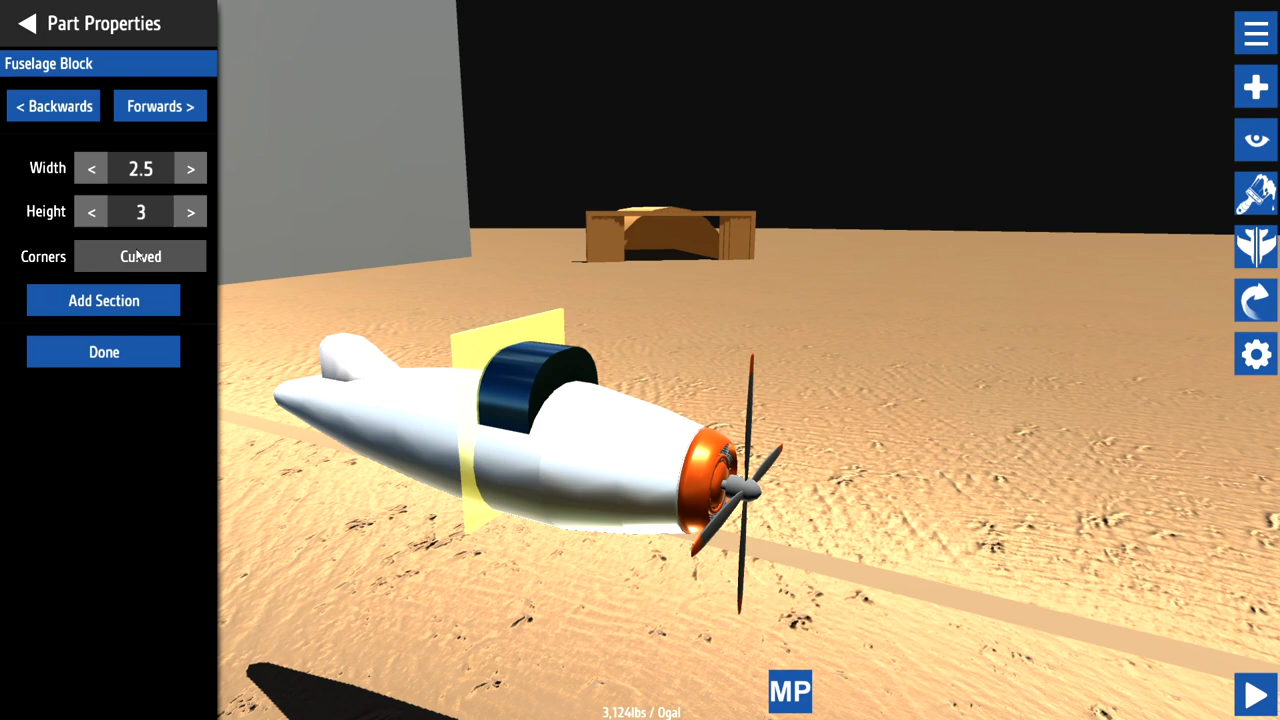 Part Properties
Fuselage Block
< Backwards
Forwards >
Width < 2.5 >
Height < 3 >
Corners Curved
Add Section
Done
MP
3,124lbs / 0gal